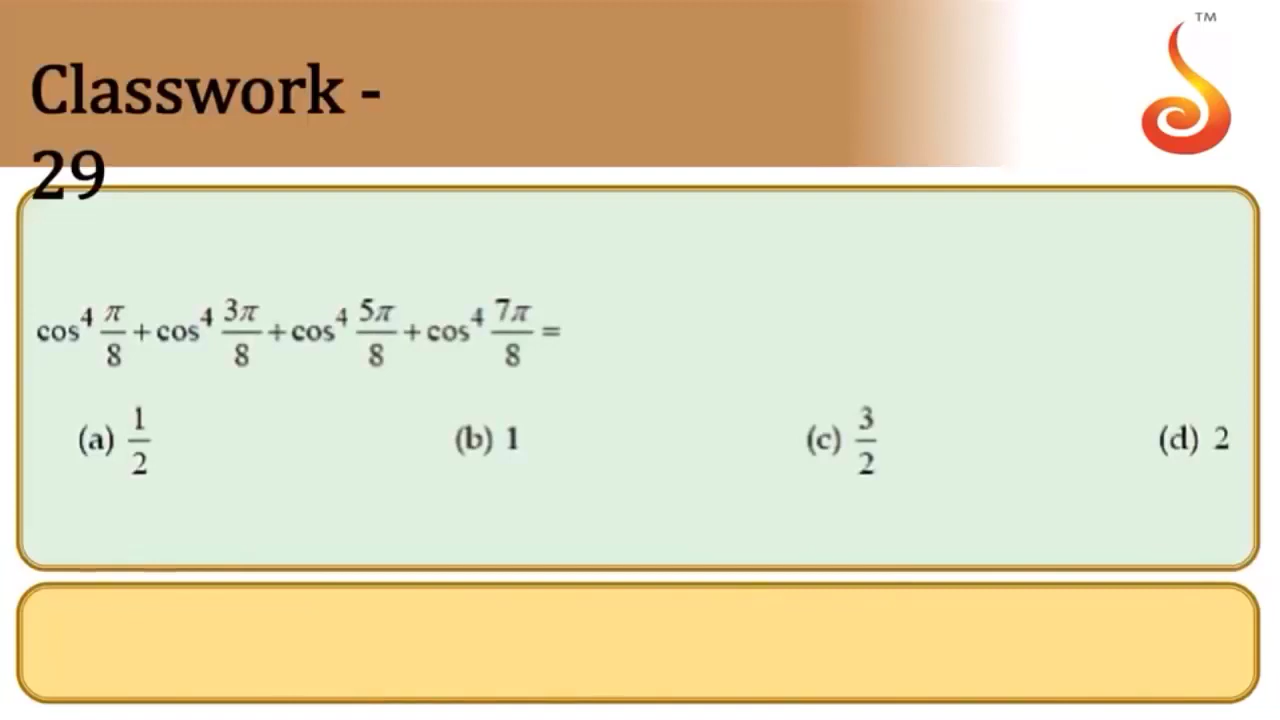 TM
Classwork -
29
cos⁴ π/8 + cos⁴ 3π/8 + cos⁴ 5π/8 + cos⁴ 7π/8 =
(a) 1/2 (b) 1 (c) 3/2 (d) 2